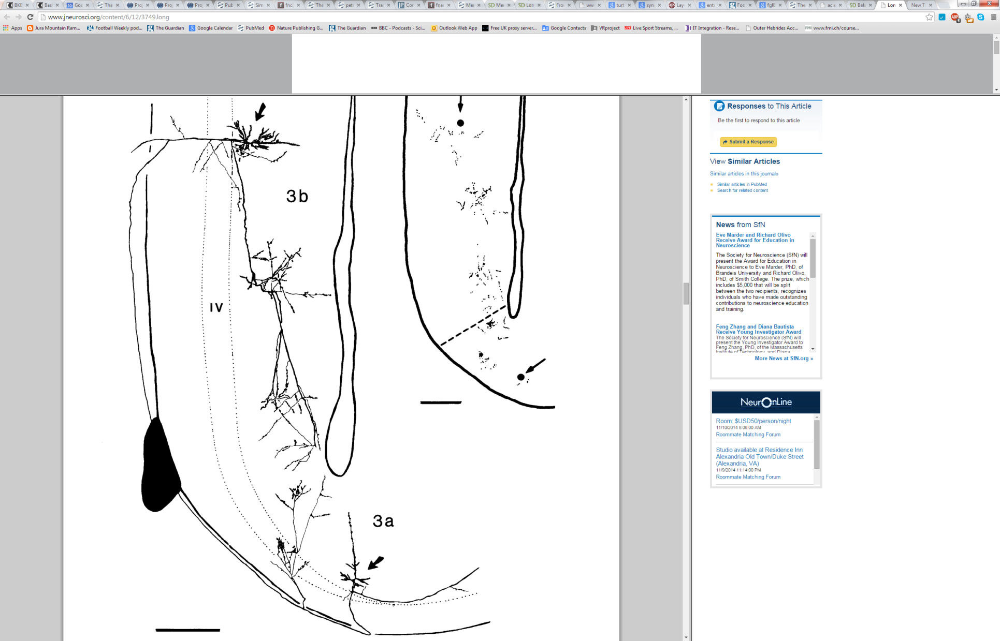 BKE
Basl
Goc
The
Pro
Pro
Pro
Pub
Sim
fnci
The
pet
Tra
Cor
fna
Me
SD Me
SD Lon
Fro
ww
turt
syn
Lay
ent
Foo
fgf8
The
ac.e
SD Bal
Lon
New T
www.jneurosci.org/content/6/12/3749.long
Apps
Jura Mountain Ram...
Football Weekly pod...
The Guardian
Google Calendar
PubMed
Nature Publishing G...
The Guardian
BBC - Podcasts - Sci...
Outlook Web App
Free UK proxy server...
Google Contacts
VRproject
Live Sport Streams, ...
IT Integration - Rese...
Outer Hebrides Acc...
www.fmi.ch/course...
3b
IV
3a
Responses to This Article
Be the first to respond to this article
Submit a Response
View Similar Articles
Similar articles in this journal»
Similar articles in PubMed
Search for related content
News from SfN
Eve Marder and Richard Olivo
Receive Award for Education in
Neuroscience
The Society for Neuroscience (SfN) will
present the Award for Education in
Neuroscience to Eve Marder, PhD, of
Brandeis University and Richard Olivo,
PhD, of Smith College. The prize, which
includes $5,000 that will be split
between the two recipients, recognizes
individuals who have made outstanding
contributions to neuroscience education
and training.
Feng Zhang and Diana Bautista
Receive Young Investigator Award
The Society for Neuroscience (SfN) will
present the Young Investigator Award to
Feng Zhang, PhD, of the Massachusetts
Institute of Technology, and Diana
More News at SfN.org »
NeurOnLine
Room: $USD50/person/night
11/10/2014 8:06:00 AM
Roommate Matching Forum
Studio available at Residence Inn
Alexandria Old Town/Duke Street
(Alexandria, VA)
11/9/2014 11:14:00 PM
Roommate Matching Forum